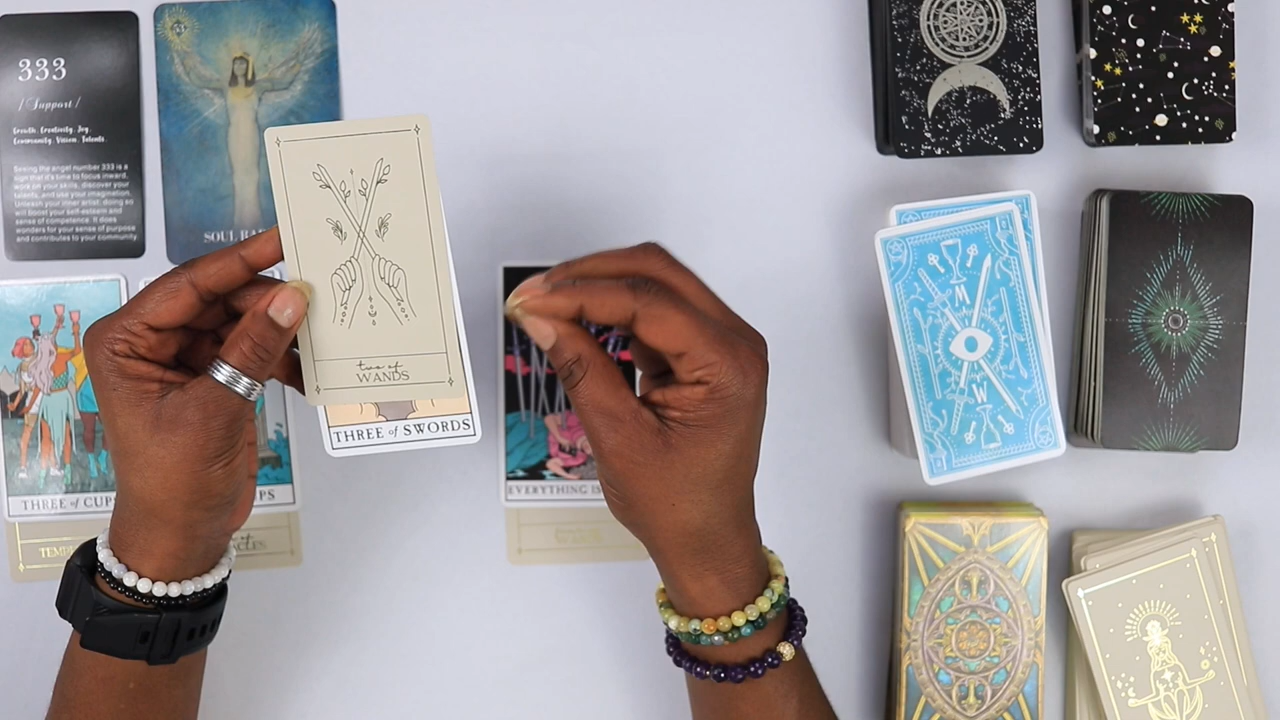 333
/Support/
Growth. Creativity. Joy.
Community. Vision. Talents.
Seeing the angel number 333 is a
sign that it's time to focus inward,
work on your skills, discover your
talents, and use your imagination.
Unleash your inner artist; doing so
will boost your self-esteem and
sense of competence. It does
wonders for your sense of purpose
and contributes to your community
33
SOUL
two of
WANDS
THREE of SWORDS
THREE of CUPS
EVERYTHING IS
WANDS
M
W